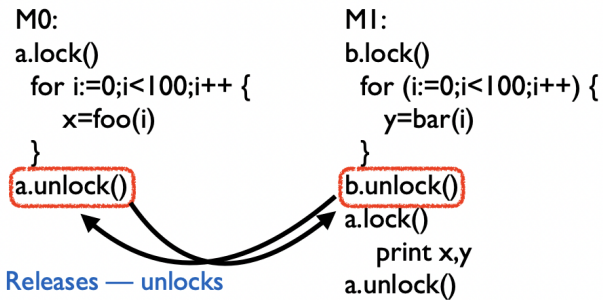 M0:
a.lock()
for i:=0;i<100;i++ {
x=foo(i)
}
a.unlock()
Releases — unlocks
M1:
b.lock()
for (i:=0;i<100;i++) {
y=bar(i)
}
b.unlock()
a.lock()
print x,y
a.unlock()